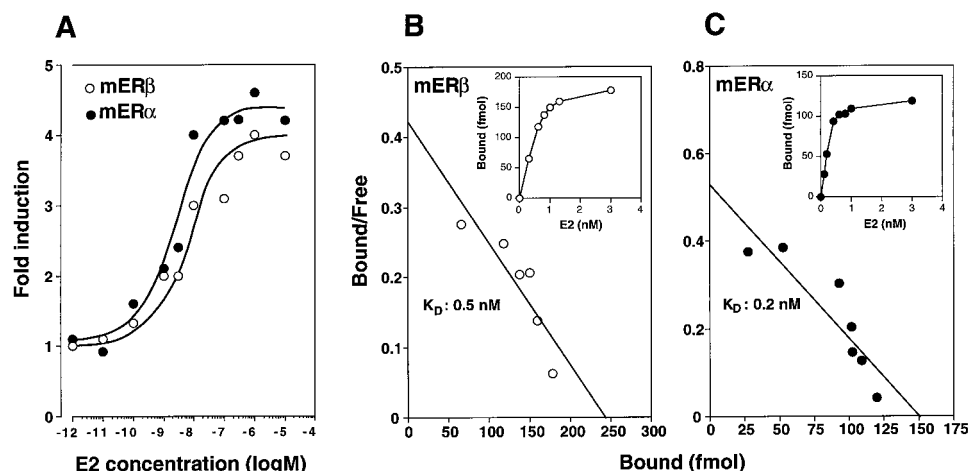 A
mERβ
mERα
Fold induction
5
4
3
2
1
0
-12 -11 -10 -9 -8 -7 -6 -5 -4
E2 concentration (logM)
B
mERβ
Bound/Free
0.5
0.4
0.3
0.2
0.1
0
0 50 100 150 200 250 300
K_D: 0.5 nM
Bound (fmol)
200
150
100
50
0
0 1 2 3 4
E2 (nM)
C
mERα
0.8
0.6
0.4
0.2
0
0 25 50 75 100 125 150 175
K_D: 0.2 nM
Bound (fmol)
150
100
50
0
0 1 2 3 4
E2 (nM)
Bound (fmol)